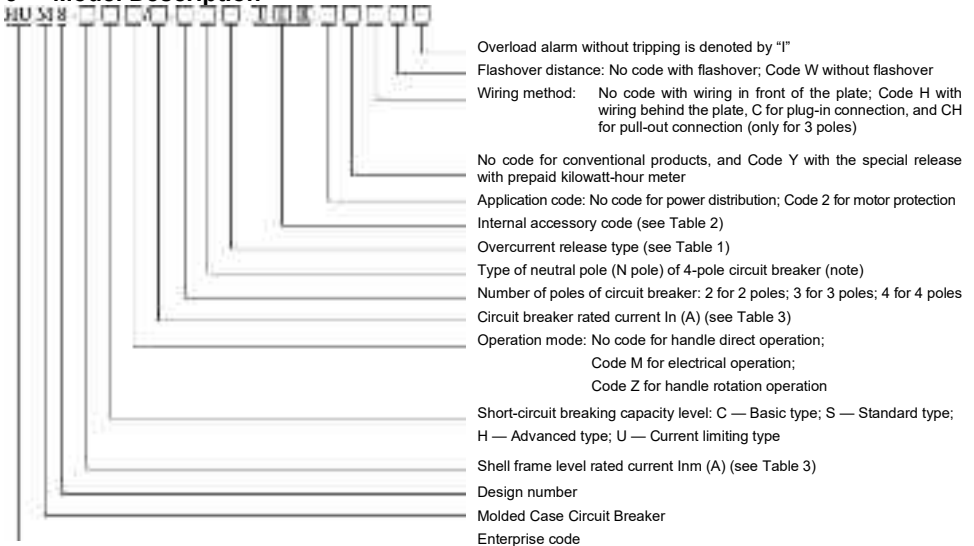 Model Description
Overload alarm without tripping is denoted by “I”
Flashover distance: No code with flashover; Code W without flashover
Wiring method: No code with wiring in front of the plate; Code H with
wiring behind the plate, C for plug-in connection, and CH
for pull-out connection (only for 3 poles)
No code for conventional products, and Code Y with the special release
with prepaid kilowatt-hour meter
Application code: No code for power distribution; Code 2 for motor protection
Internal accessory code (see Table 2)
Overcurrent release type (see Table 1)
Type of neutral pole (N pole) of 4-pole circuit breaker (note)
Number of poles of circuit breaker: 2 for 2 poles; 3 for 3 poles; 4 for 4 poles
Circuit breaker rated current In (A) (see Table 3)
Operation mode: No code for handle direct operation;
Code M for electrical operation;
Code Z for handle rotation operation
Short-circuit breaking capacity level: C — Basic type; S — Standard type;
H — Advanced type; U — Current limiting type
Shell frame level rated current Inm (A) (see Table 3)
Design number
Molded Case Circuit Breaker
Enterprise code